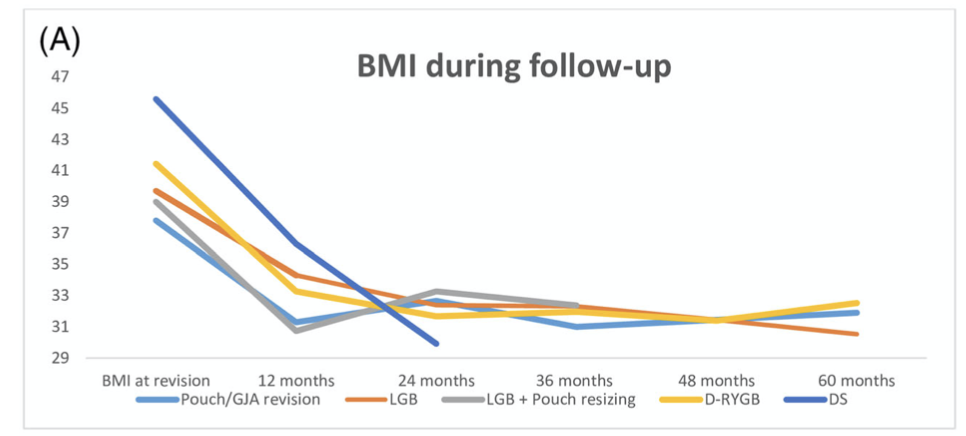 (A)
BMI during follow-up
47
45
43
41
39
37
35
33
31
29
BMI at revision 12 months 24 months 36 months 48 months 60 months
Pouch/GJA revision LGB LGB + Pouch resizing D-RYGB DS